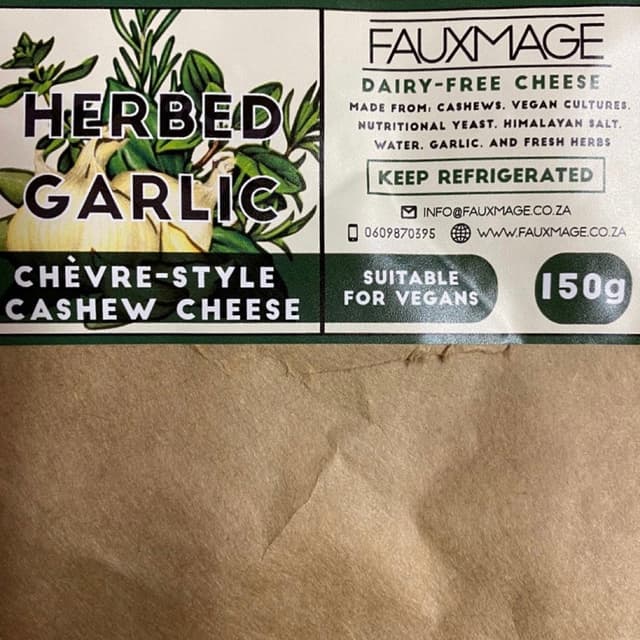 HERBED
GARLIC
CHÈVRE-STYLE
CASHEW CHEESE
FAUXMAGE
DAIRY-FREE CHEESE
MADE FROM: CASHEWS, VEGAN CULTURES,
NUTRITIONAL YEAST, HIMALAYAN SALT,
WATER, GARLIC, AND FRESH HERBS
KEEP REFRIGERATED
INFO@FAUXMAGE.CO.ZA
0609870395 WWW.FAUXMAGE.CO.ZA
SUITABLE
FOR VEGANS
150g